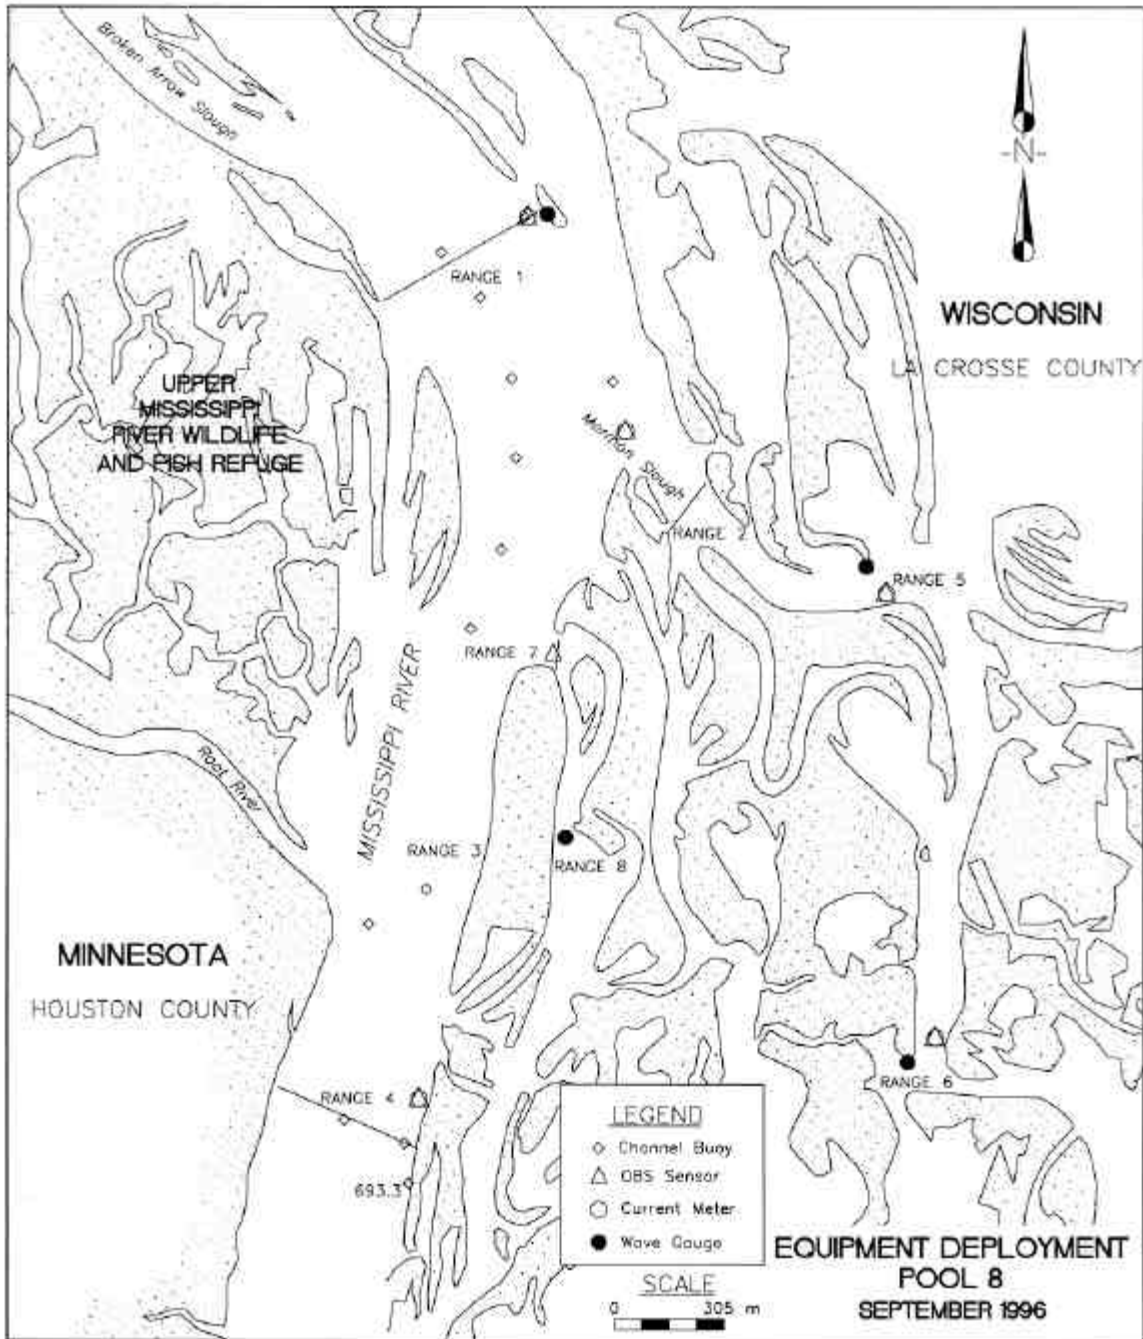 Broken Arrow Slough
-N-
RANGE 1
WISCONSIN
LA CROSSE COUNTY
UPPER
MISSISSIPPI
RIVER WILDLIFE
AND FISH REFUGE
Mormon Slough
RANGE 2
RANGE 5
RANGE 7
MISSISSIPPI RIVER
Root River
RANGE 3
RANGE 8
MINNESOTA
HOUSTON COUNTY
RANGE 6
RANGE 4
693.3
LEGEND
Channel Buoy
OBS Sensor
Current Meter
Wave Gauge
EQUIPMENT DEPLOYMENT
POOL 8
SEPTEMBER 1996
SCALE
0 305 m